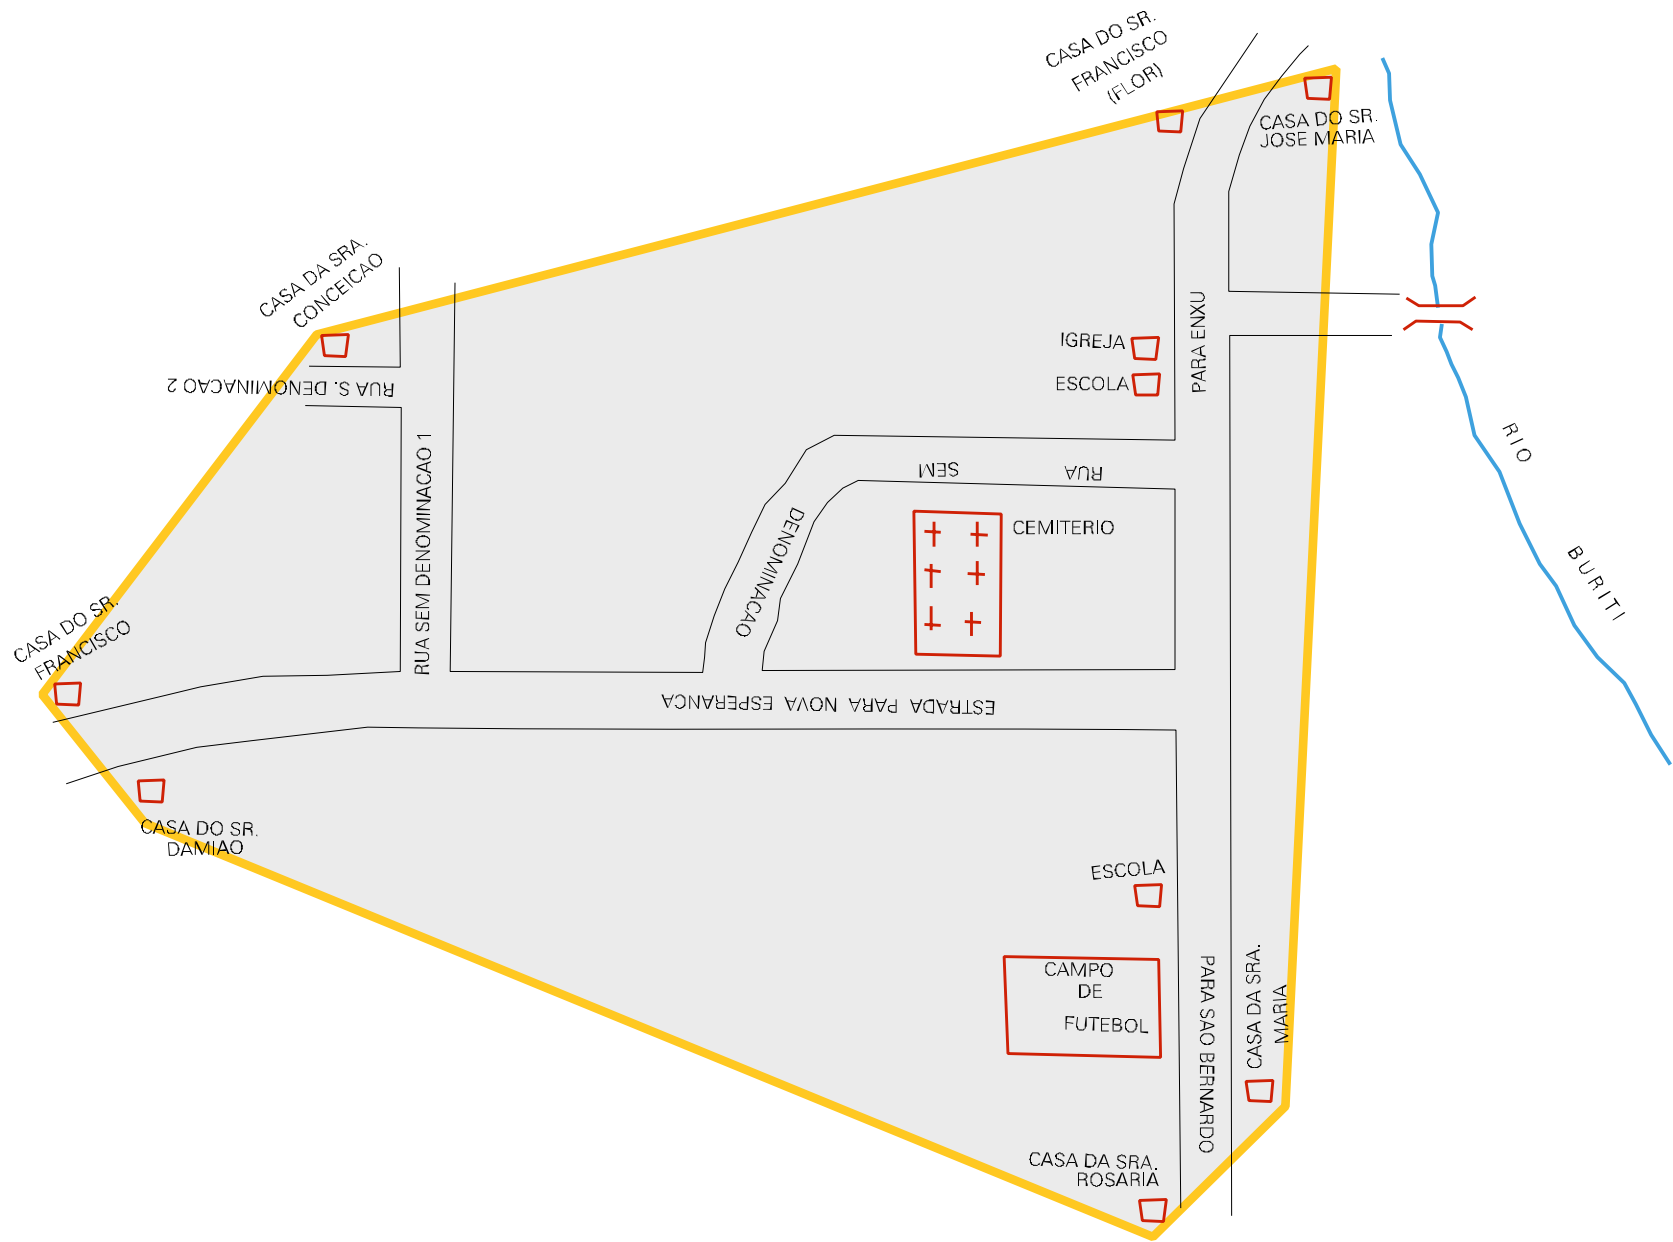 CASA DO SR.
FRANCISCO
(FLOR)
CASA DO SR.
JOSE MARIA
CASA DA SRA.
CONCEICAO
RUA S. DENOMINACAO 2
PARA ENXU
IGREJA
ESCOLA
RUA SEM DENOMINACAO 1
RUA SEM
DENOMINACAO
CEMITERIO
RIO
BURITI
CASA DO SR.
FRANCISCO
ESTRADA PARA NOVA ESPERANCA
CASA DO SR.
DAMIAO
ESCOLA
CAMPO
DE
FUTEBOL
PARA SAO BERNARDO
CASA DA SRA.
MARIA
CASA DA SRA.
ROSARIA